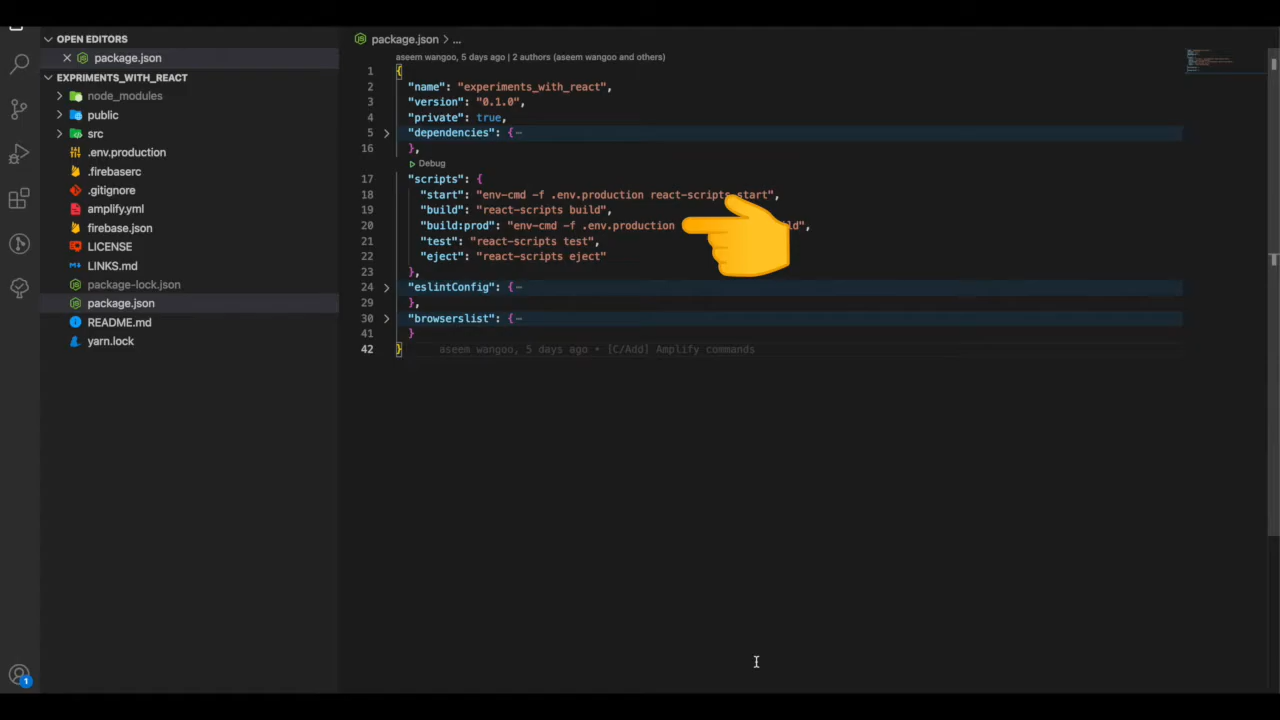 OPEN EDITORS
package.json
EXPRIMENTS_WITH_REACT
node_modules
public
src
.env.production
.firebaserc
.gitignore
amplify.yml
firebase.json
LICENSE
LINKS.md
package-lock.json
package.json
README.md
yarn.lock
1
package.json > ...
aseem wangoo, 5 days ago | 2 authors (aseem wangoo and others)
1 {
2 "name": "experiments_with_react",
3 "version": "0.1.0",
4 "private": true,
5 "dependencies": {
16 },
Debug
17 "scripts": {
18 "start": "env-cmd -f .env.production react-scripts start",
19 "build": "react-scripts build",
20 "build:prod": "env-cmd -f .env.production
21 "test": "react-scripts test",
22 "eject": "react-scripts eject"
23 },
24 "eslintConfig": {
29 },
30 "browserslist": {
41 }
42 } aseem wangoo, 5 days ago • [C/Add] Amplify commands